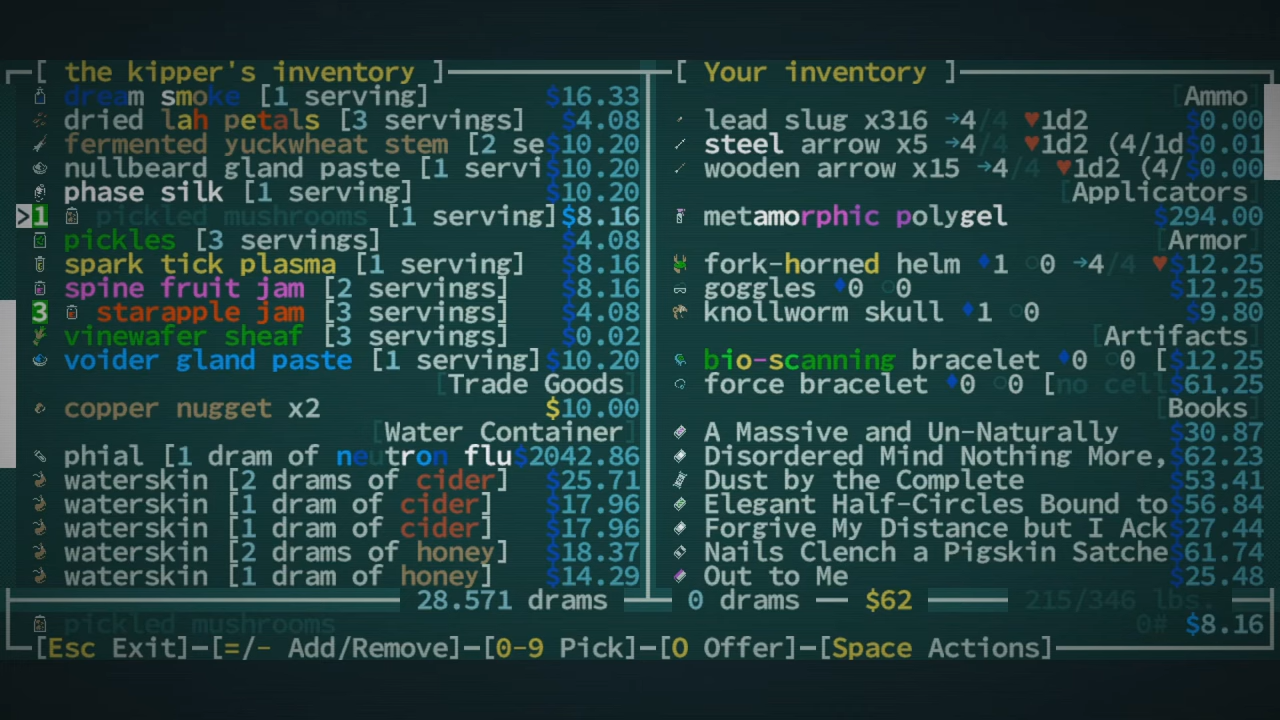 [ the kipper's inventory ]
dream smoke [1 serving] $16.33
dried lah petals [3 servings] $4.08
fermented yuckwheat stem [2 se$10.20
nullbeard gland paste [1 servi$10.20
phase silk [1 serving] $10.20
>1 pickled mushrooms [1 serving]$8.16
pickles [3 servings] $4.08
spark tick plasma [1 serving] $8.16
spine fruit jam [2 servings] $8.16
3 starapple jam [3 servings] $4.08
vinewafer sheaf [3 servings] $0.02
voider gland paste [1 serving]$10.20
[Trade Goods]
copper nugget x2 $10.00
[Water Container]
phial [1 dram of neutron flu$2042.86
waterskin [2 drams of cider] $25.71
waterskin [1 dram of cider] $17.96
waterskin [1 dram of cider] $17.96
waterskin [2 drams of honey] $18.37
waterskin [1 dram of honey] $14.29
28.571 drams
[ Your inventory ]
[Ammo]
lead slug x316 →4/4 ♥1d2 $0.00
steel arrow x5 →4/4 ♥1d2 (4/1d$0.01
wooden arrow x15 →4/4 ♥1d2 (4/$0.00
[Applicators]
metamorphic polygel $294.00
[Armor]
fork-horned helm ♦1 ○0 →4/4 ♥$12.25
goggles ♦0 ○0 $12.25
knollworm skull ♦1 ○0 $9.80
[Artifacts]
bio-scanning bracelet ♦0 ○0 [$12.25
force bracelet ♦0 ○0 [no cell$61.25
[Books]
A Massive and Un-Naturally $30.87
Disordered Mind Nothing More,$62.23
Dust by the Complete $53.41
Elegant Half-Circles Bound to$56.84
Forgive My Distance but I Ack$27.44
Nails Clench a Pigskin Satche$61.74
Out to Me $25.48
0 drams — $62 215/346 lbs.
pickled mushrooms 0# $8.16
[Esc Exit]-[=/- Add/Remove]-[0-9 Pick]-[O Offer]-[Space Actions]